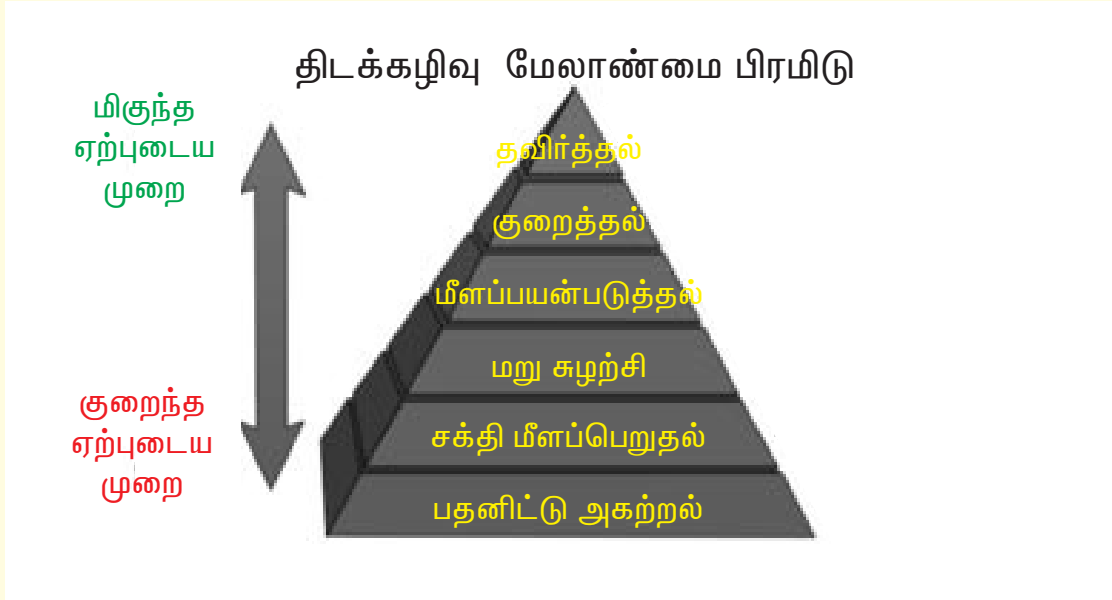 திடக்கழிவு மேலாண்மை பிரமிடு
மிகுந்த
ஏற்புடைய
முறை
தவிர்த்தல்
குறைத்தல்
மீளப்பயன்படுத்தல்
மறு சுழற்சி
குறைந்த
ஏற்புடைய
முறை
சக்தி மீளப்பெறுதல்
பதனிட்டு அகற்றல்